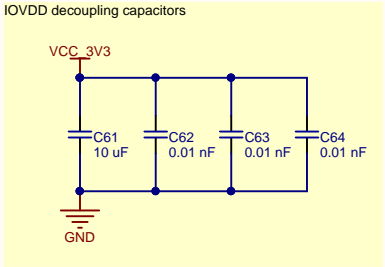 IOVDD decoupling capacitors
VCC_3V3
C61 C62 C63 C64
10 uF 0.01 nF 0.01 nF 0.01 nF
GND